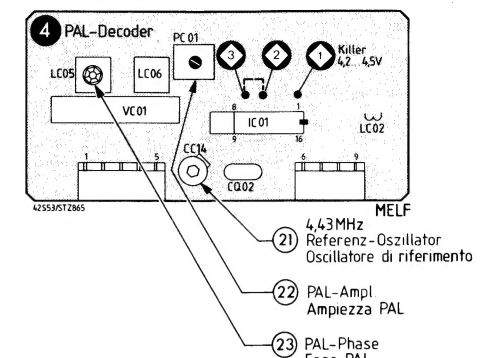 4 PAL-Decoder
PC01
3
2
1
Killer
4,2...4,5V
LC05
LC06
VC01
8
1
IC01
9
16
LC02
CC14
CQ02
1
5
6
9
42553/STZ865
MELF
21
4,43MHz
Referenz-Oszillator
Oscillatore di riferimento
22
PAL-Ampl.
Ampiezza PAL
23
PAL-Phase
PAL